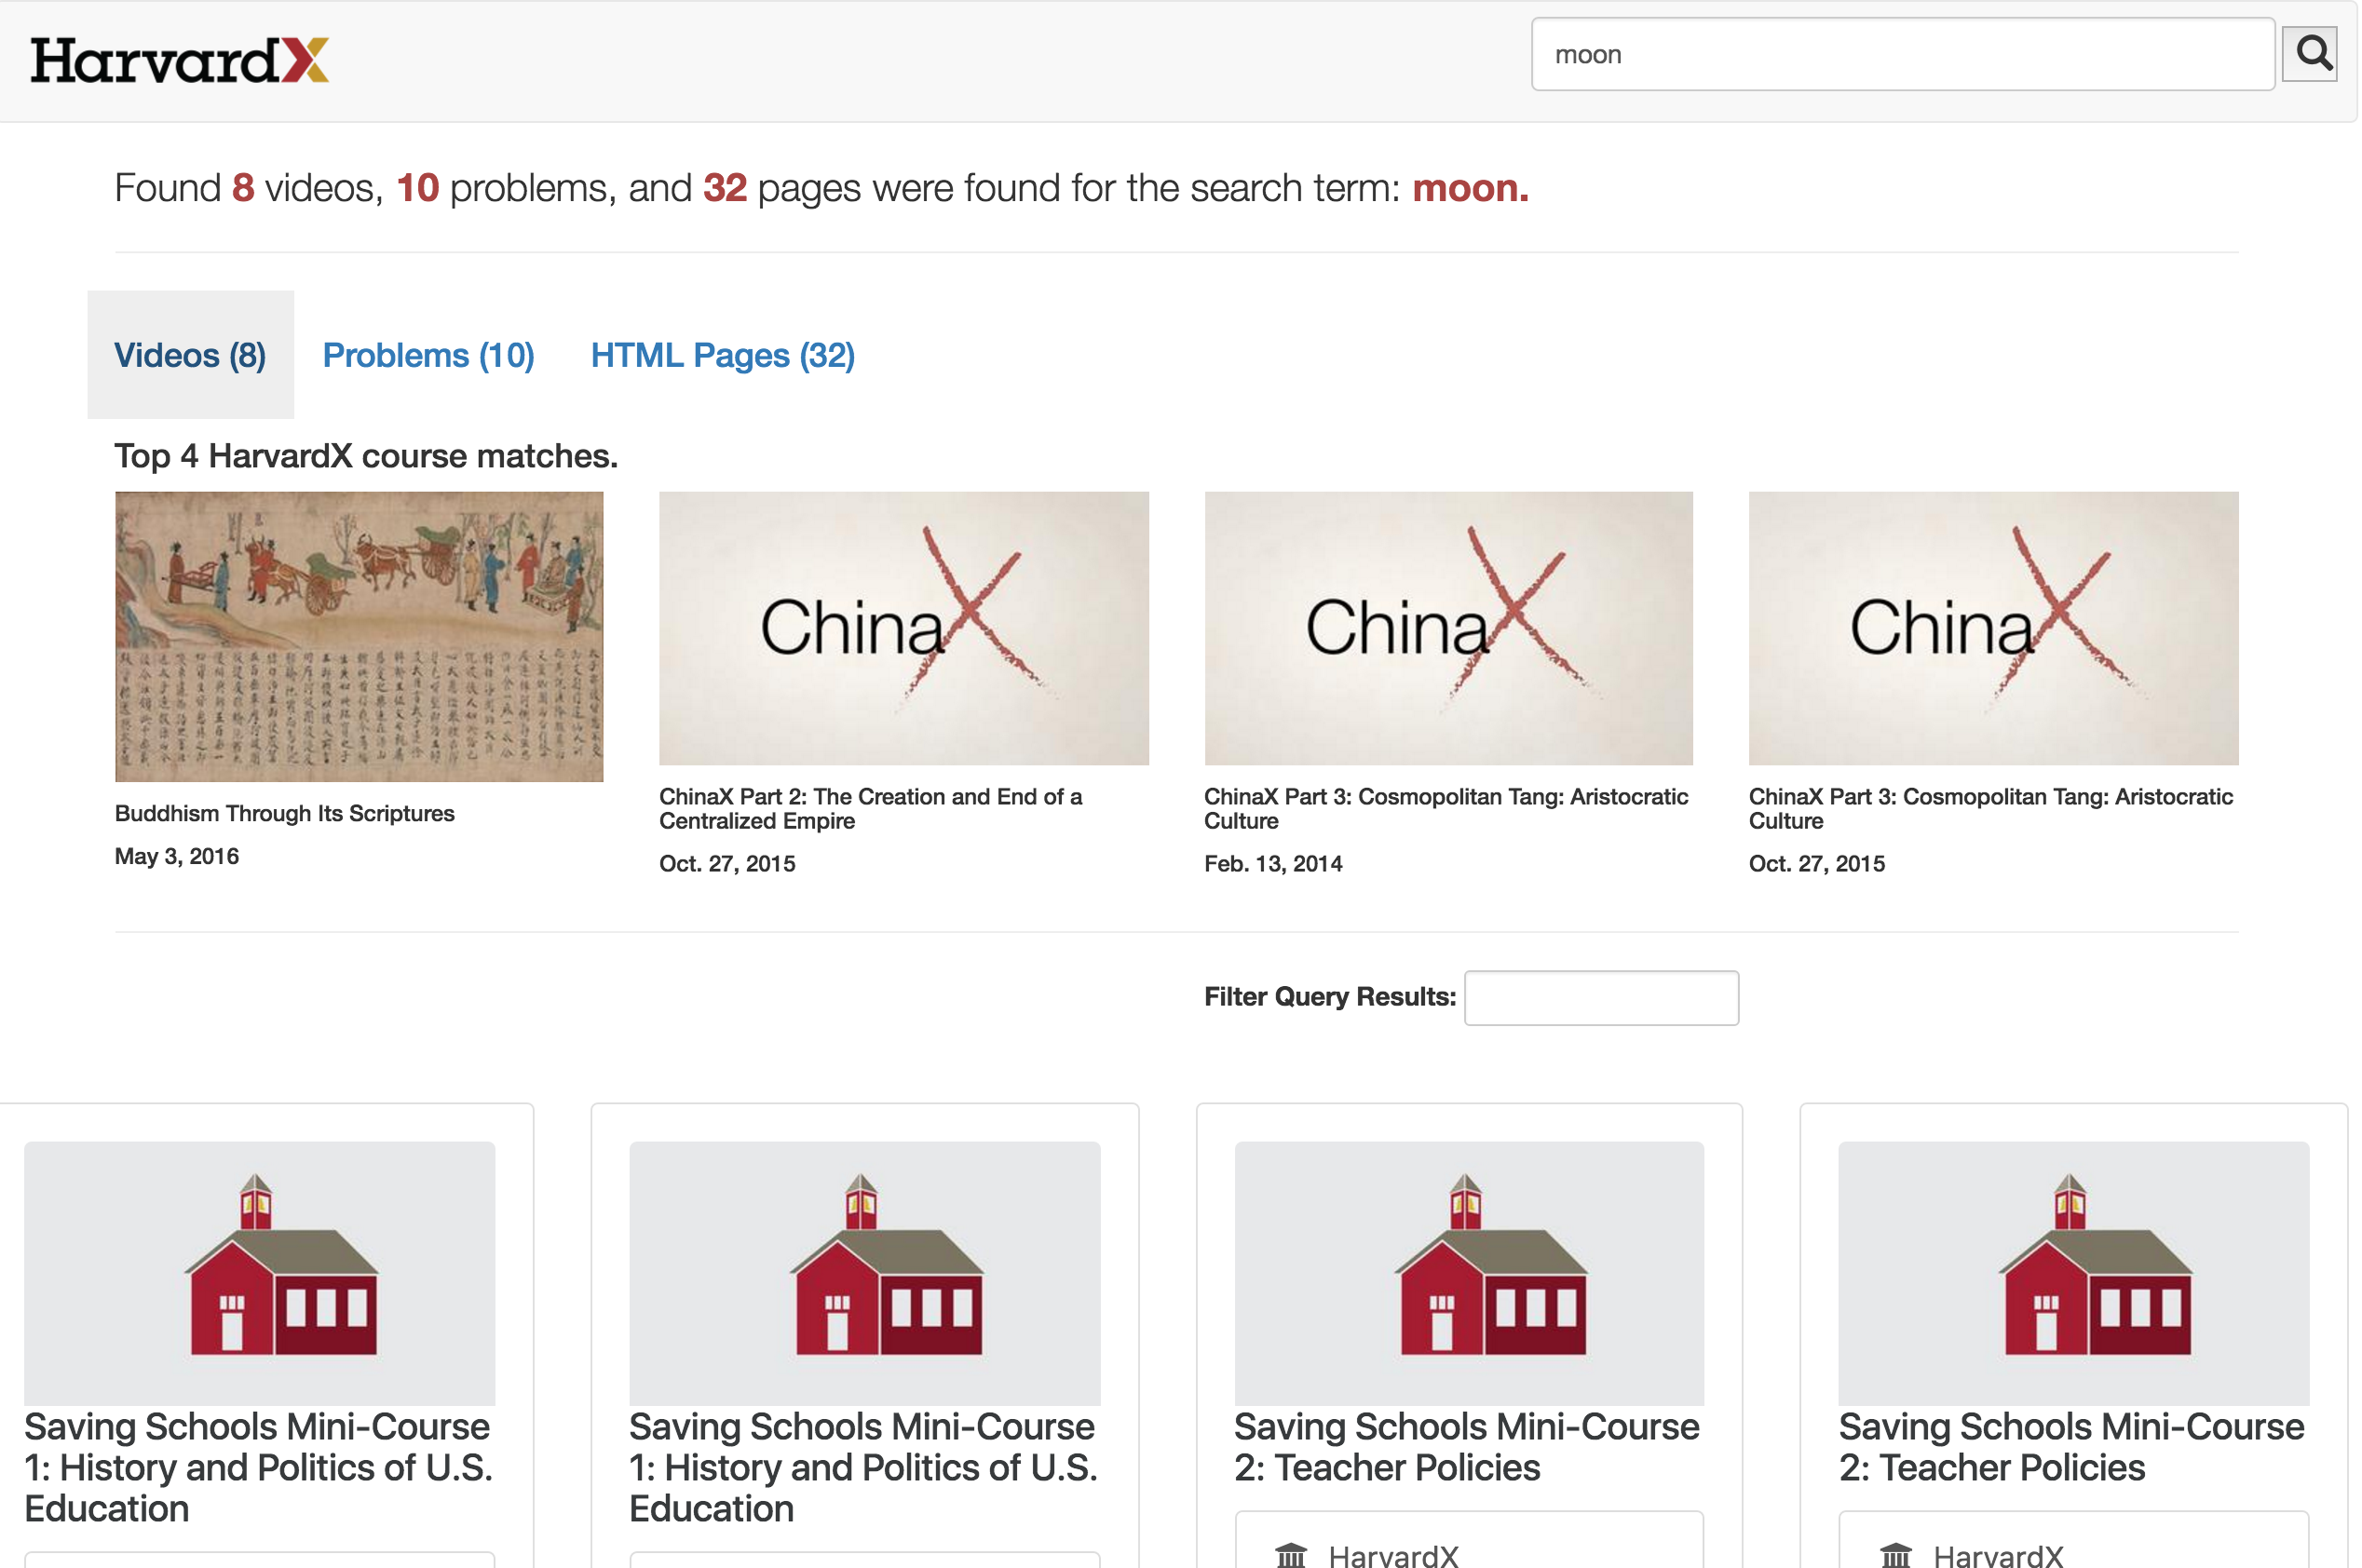 HarvardX
moon
Found 8 videos, 10 problems, and 32 pages were found for the search term: moon.
Videos (8)
Problems (10)
HTML Pages (32)
Top 4 HarvardX course matches.
ChinaX
ChinaX
ChinaX
Buddhism Through Its Scriptures
May 3, 2016
ChinaX Part 2: The Creation and End of a
Centralized Empire
Oct. 27, 2015
ChinaX Part 3: Cosmopolitan Tang: Aristocratic
Culture
Feb. 13, 2014
ChinaX Part 3: Cosmopolitan Tang: Aristocratic
Culture
Oct. 27, 2015
Filter Query Results:
Saving Schools Mini-Course
1: History and Politics of U.S.
Education
Saving Schools Mini-Course
1: History and Politics of U.S.
Education
Saving Schools Mini-Course
2: Teacher Policies
HarvardX
Saving Schools Mini-Course
2: Teacher Policies
HarvardX